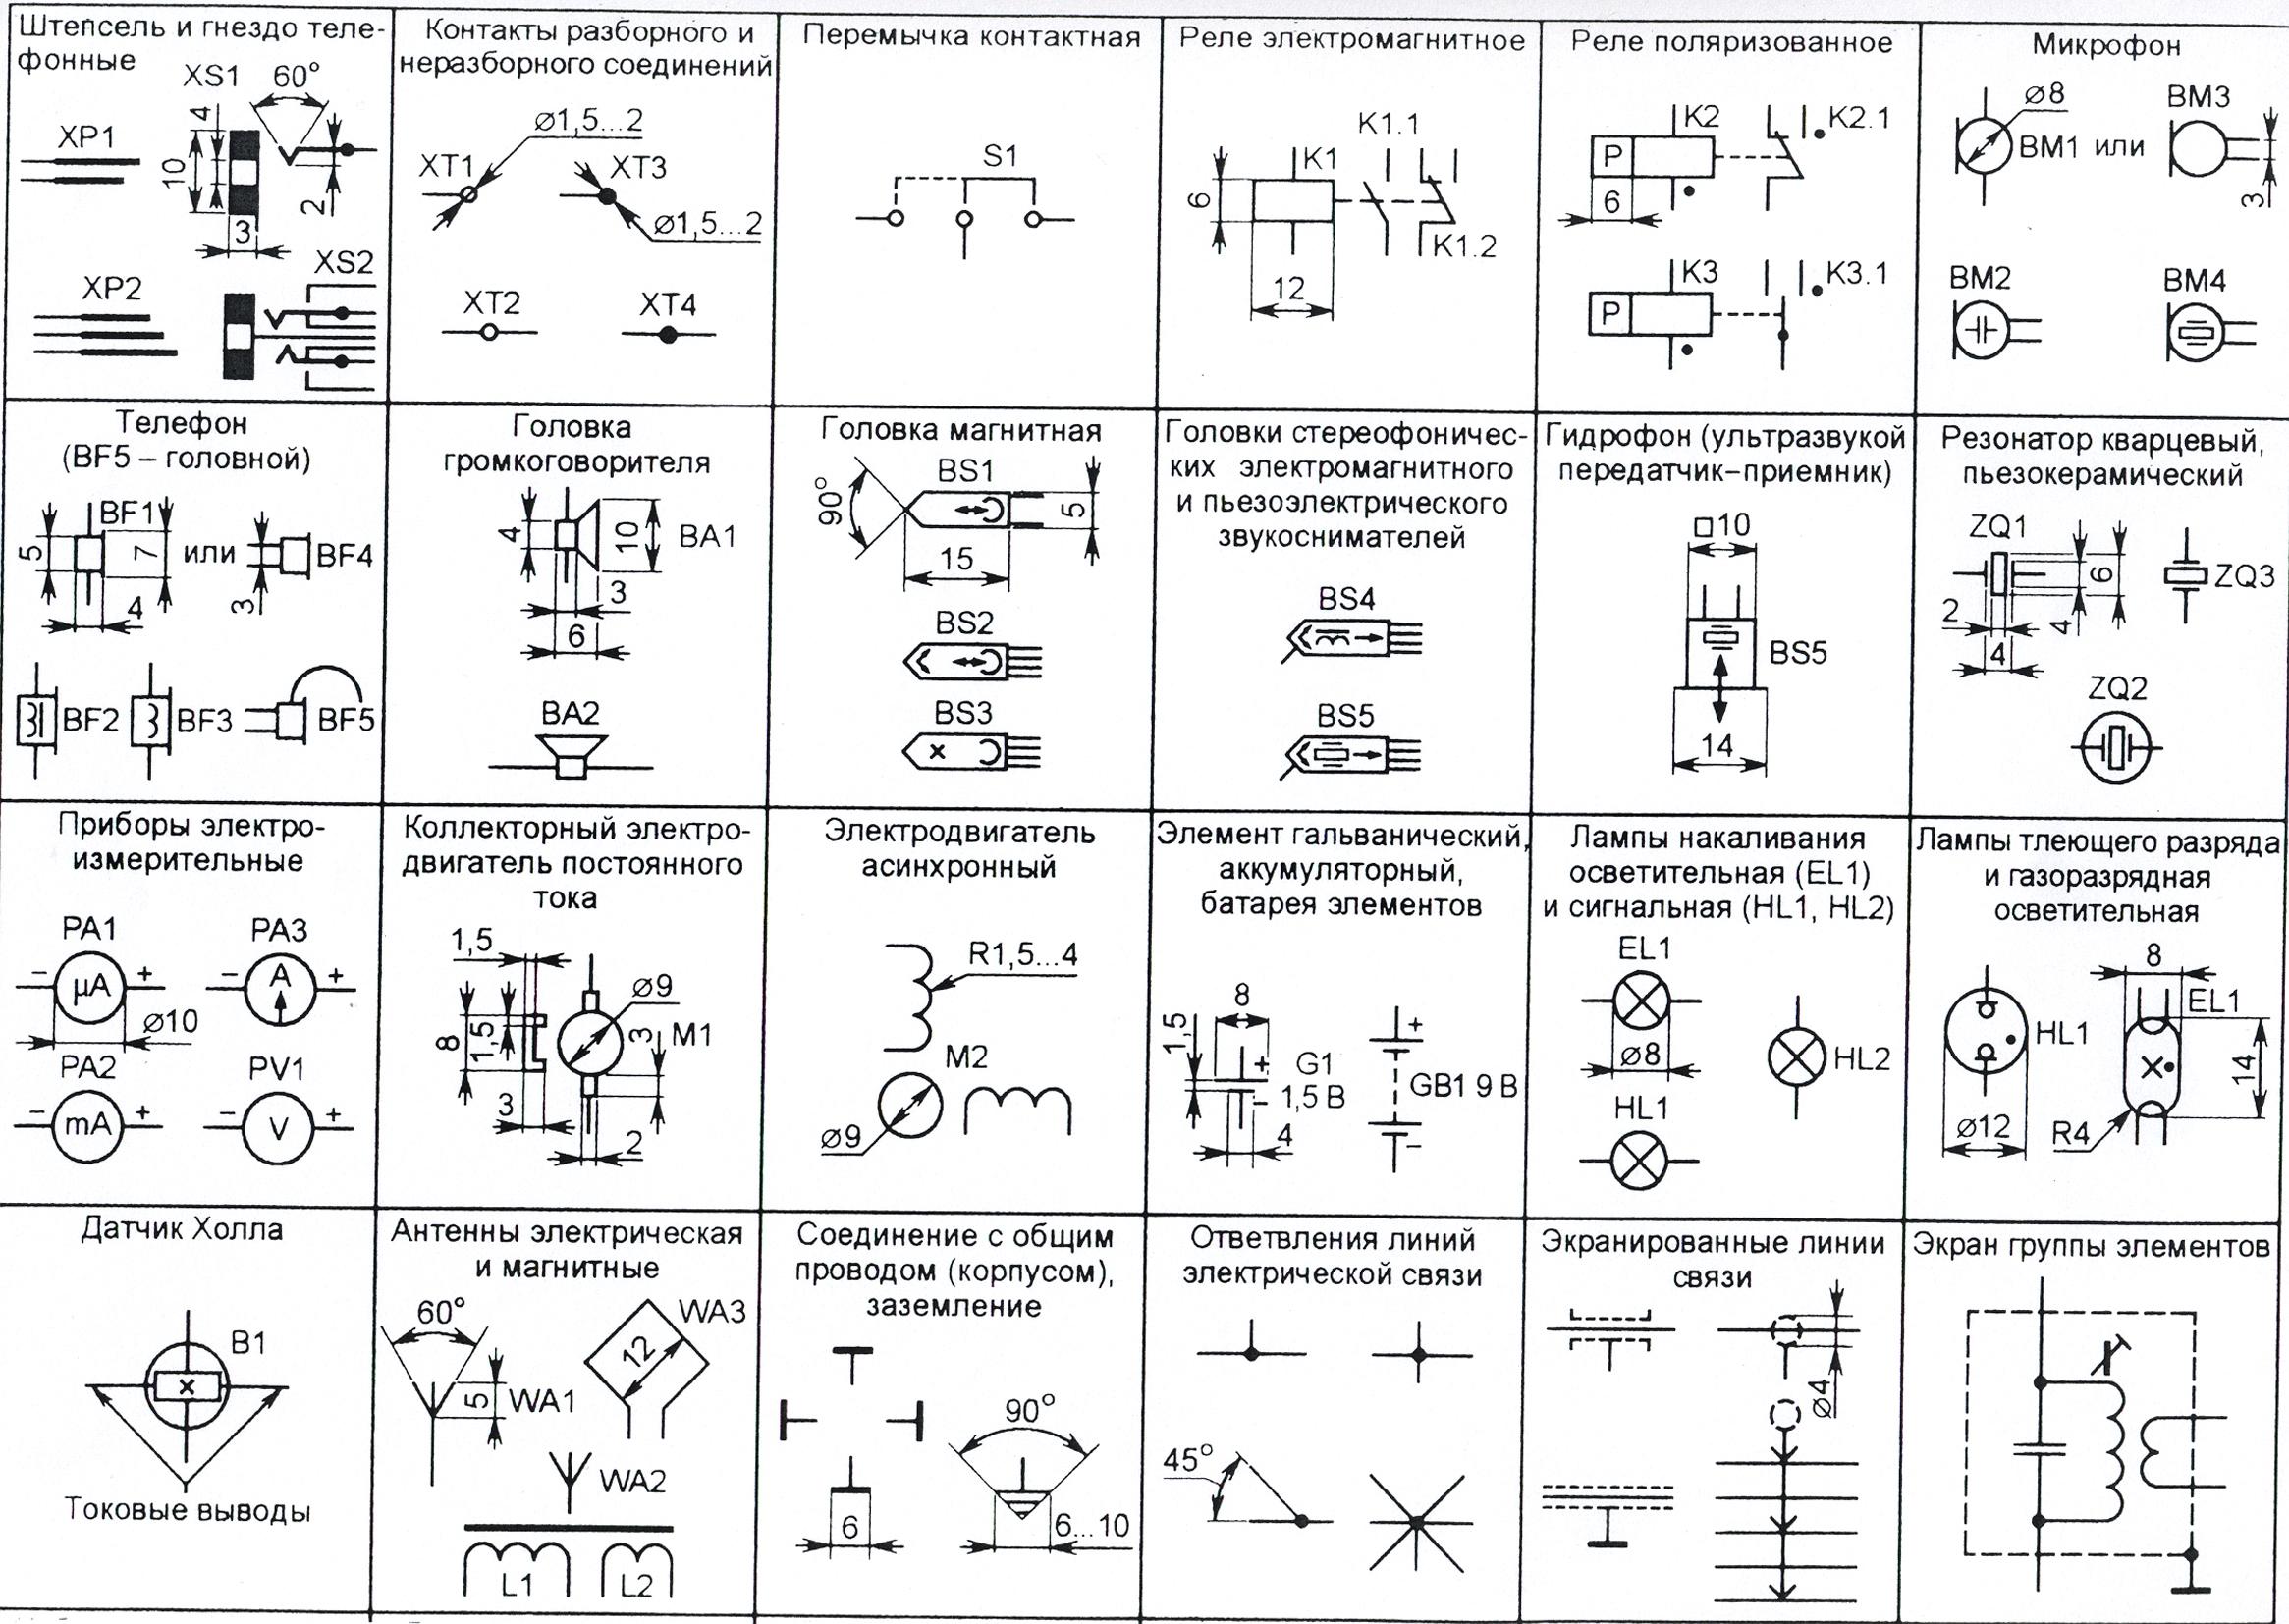 Штепсель и гнездо теле-
фонные
XS1 60°
4
XP1
10
2
3
XS2
XP2
Контакты разборного и
неразборного соединений
⌀1,5...2
XT1 XT3
⌀1,5...2
XT2 XT4
Перемычка контактная
S1
Реле электромагнитное
K1.1
K1
6
K1.2
12
Реле поляризованное
K2 K2.1
P
6
K3 K3.1
P
Микрофон
⌀8 BM3
BM1 или
3
BM2 BM4
Телефон
(BF5 – головной)
BF1
5 7 или BF4
4 3
BF2 BF3 BF5
Головка
громкоговорителя
4 10 BA1
3
6
BA2
Головка магнитная
BS1
90° 5
15
BS2
BS3
Головки стереофоничес-
ких электромагнитного
и пьезоэлектрического
звукоснимателей
BS4
BS5
Гидрофон (ультразвукой
передатчик–приемник)
□10
BS5
14
Резонатор кварцевый,
пьезокерамический
ZQ1
6 ZQ3
2 4
4
ZQ2
Приборы электро-
измерительные
PA1 PA3
– μA + – A +
⌀10
PA2 PV1
– mA + – V +
Коллекторный электро-
двигатель постоянного
тока
1,5
⌀9
8 1,5 3 M1
3
2
Электродвигатель
асинхронный
R1,5...4
M2
⌀9
Элемент гальванический,
аккумуляторный,
батарея элементов
8
1,5 +
+ G1
– 1,5 В GB1 9 В
4 –
Лампы накаливания
осветительная (EL1)
и сигнальная (HL1, HL2)
EL1
⌀8 HL2
HL1
Лампы тлеющего разряда
и газоразрядная
осветительная
8
EL1
HL1
14
⌀12 R4
Датчик Холла
B1
Токовые выводы
Антенны электрическая
и магнитные
60° WA3
12
5 WA1
WA2
L1 L2
Соединение с общим
проводом (корпусом),
заземление
90°
6 6...10
Ответвления линий
электрической связи
45°
Экранированные линии
связи
⌀4
Экран группы элементов